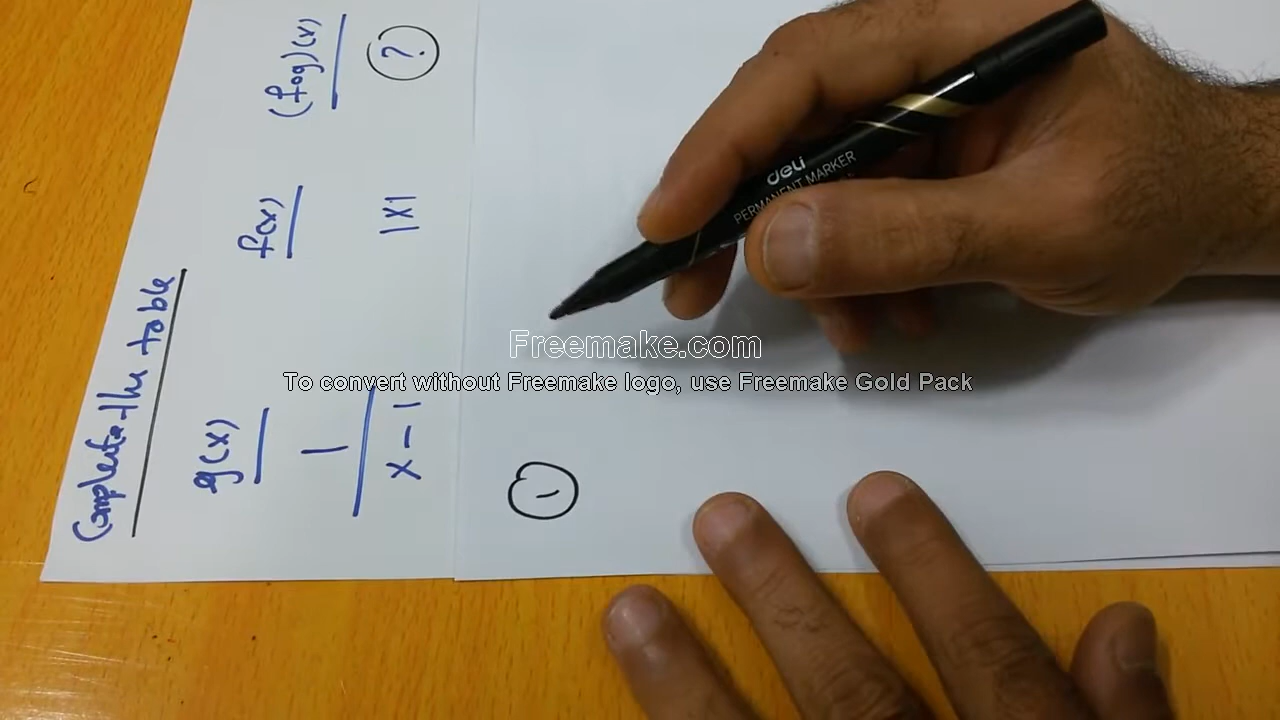 Complete the table
g(x) f(x) (fog)(x)
1
x - 1 |x| ?
1
deli
PERMANENT MARKER
Freemake.com
To convert without Freemake logo, use Freemake Gold Pack